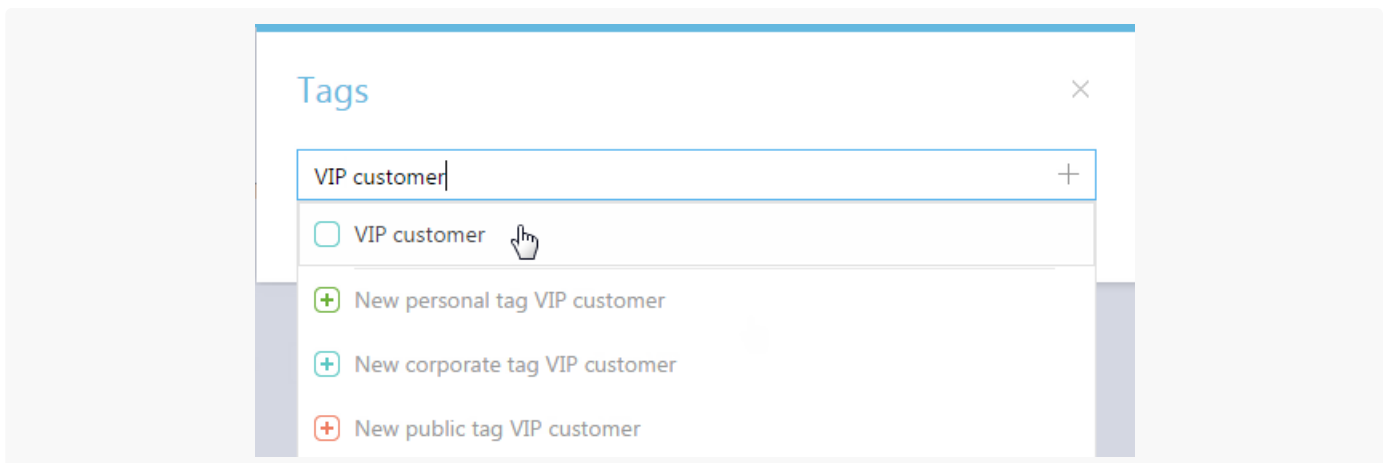 Tags
VIP customer
VIP customer
New personal tag VIP customer
New corporate tag VIP customer
New public tag VIP customer